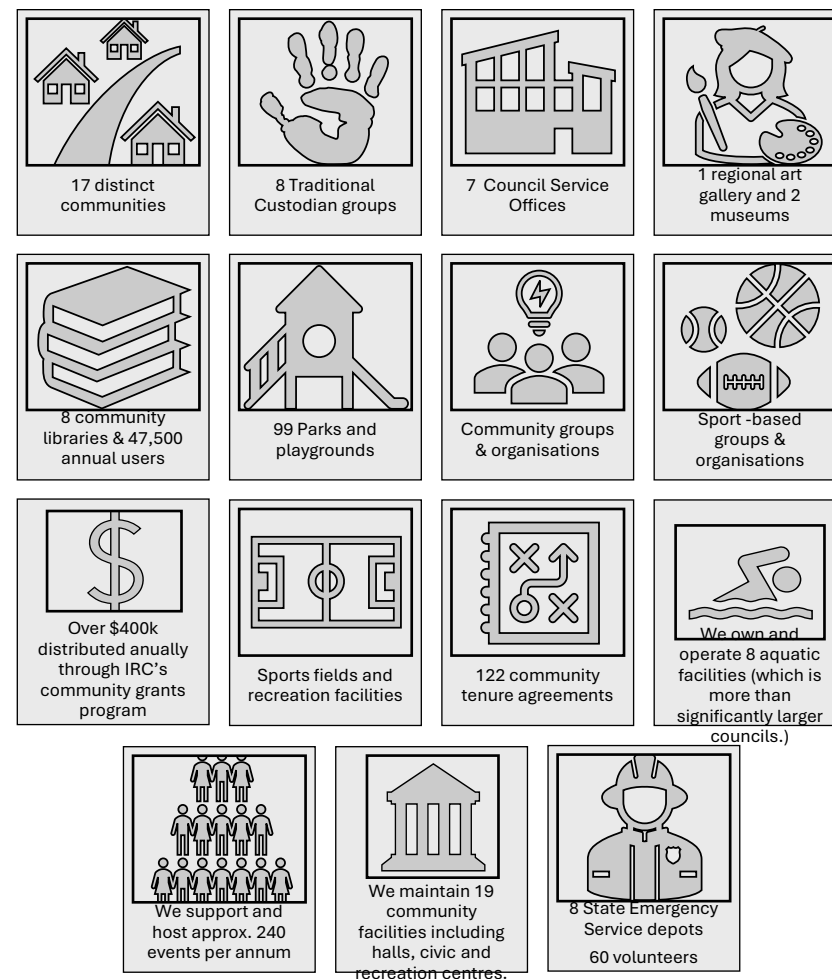 17 distinct
communities
8 Traditional
Custodian groups
7 Council Service
Offices
1 regional art
gallery and 2
museums
8 community
libraries & 47,500
annual users
99 Parks and
playgrounds
Community groups
& organisations
Sport -based
groups &
organisations
Over $400k
distributed anually
through IRC's
community grants
program
Sports fields and
recreation facilities
122 community
tenure agreements
We own and
operate 8 aquatic
facilities (which is
more than
significantly larger
councils.)
We support and
host approx. 240
events per annum
We maintain 19
community
facilities including
halls, civic and
recreation centres.
8 State Emergency
Service depots
60 volunteers